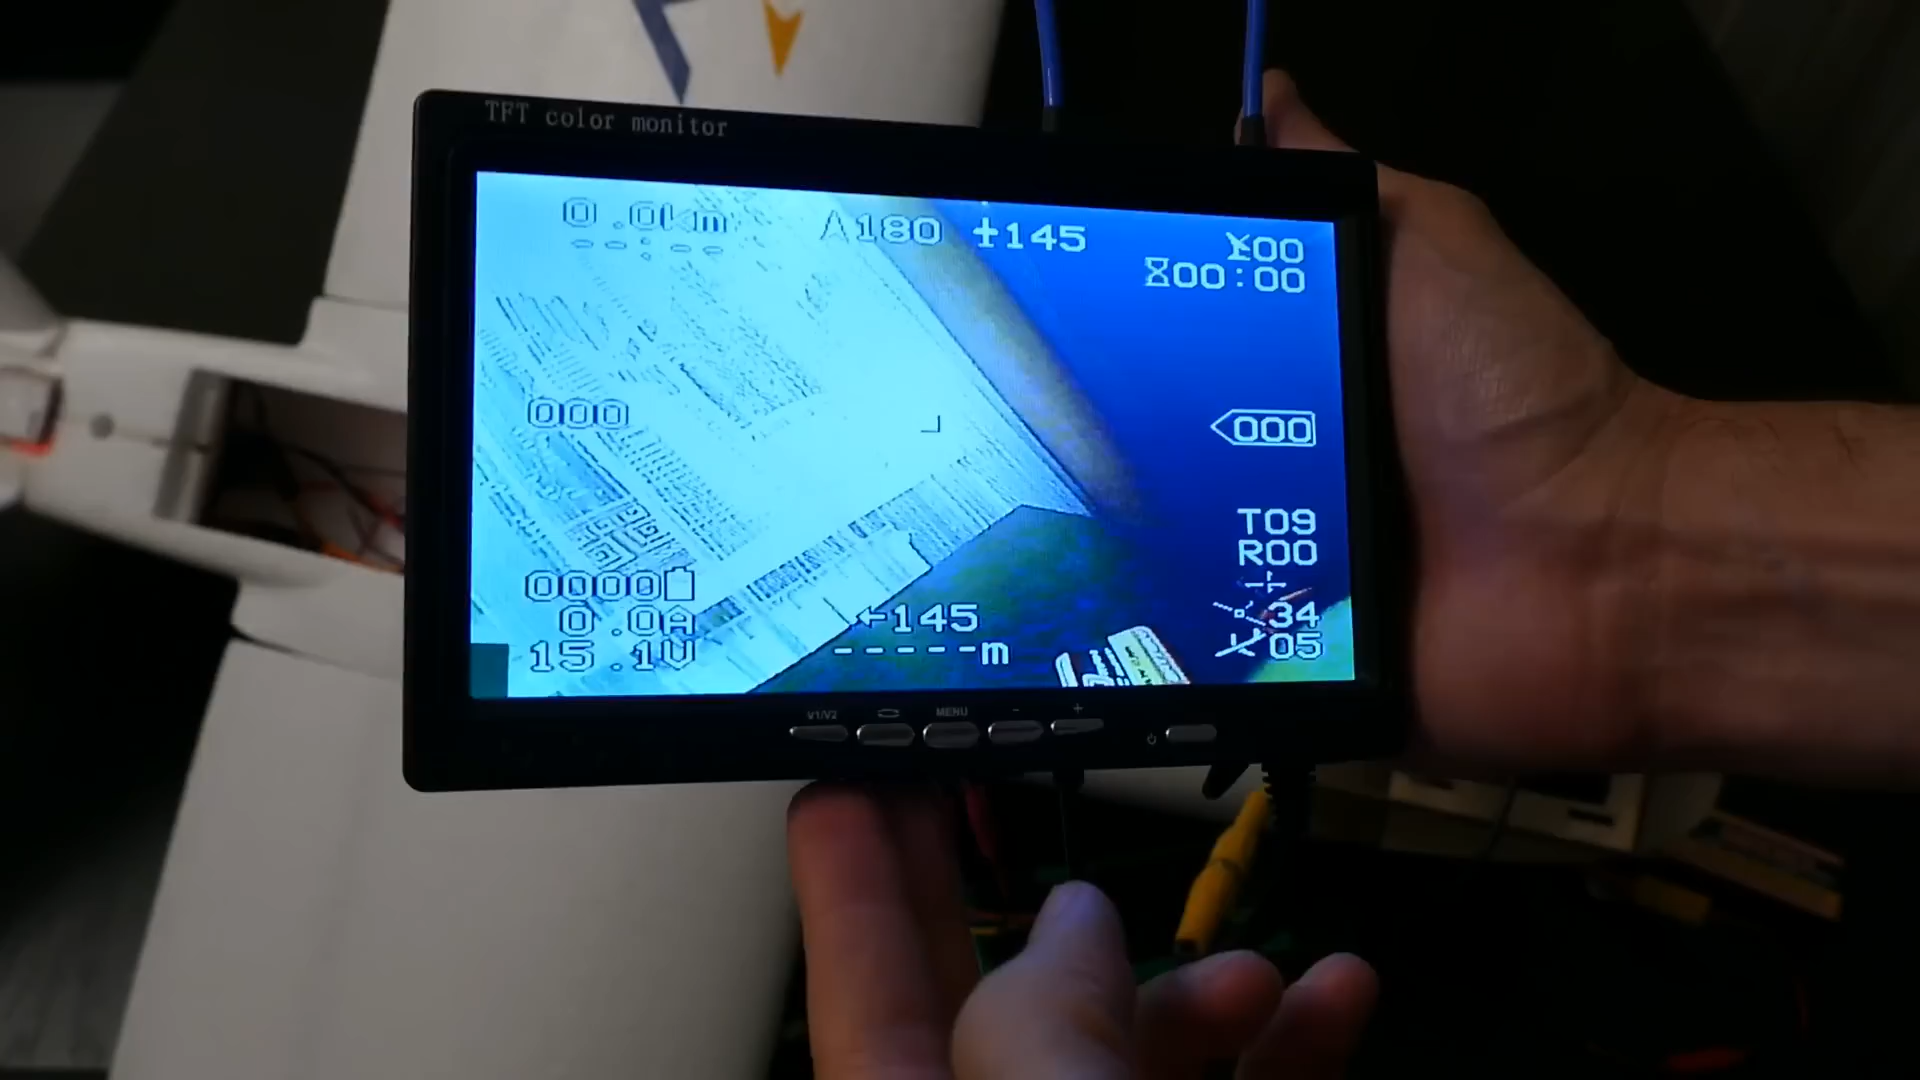 TFT color monitor
0.0Km
A180
145
00
--:--
00:00
000
000
T09
R00
0000
0.0A
←145
34
15.1V
-----m
05
V1/V2
MENU
-
+